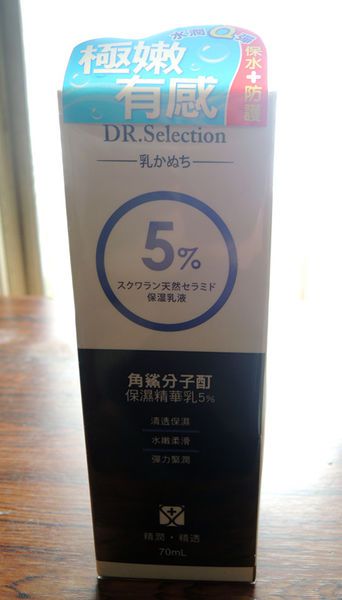 水潤Q彈
極嫩
有感
保水+防護
DR.Selection
乳かぬち
5%
スクワラン天然セラミド
保湿乳液
角鯊分子酊
保濕精華乳5%
清透保濕
水嫩柔滑
彈力緊潤
精潤・精透
70mL